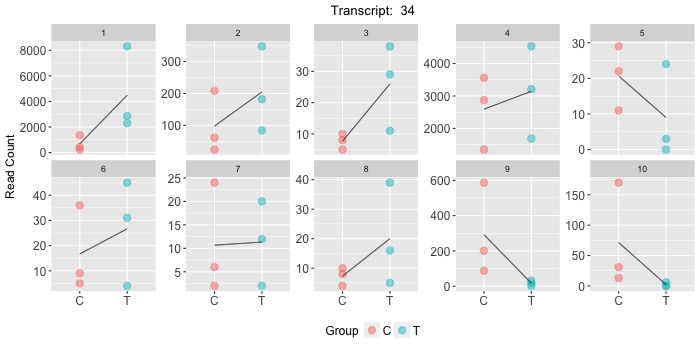 Transcript: 34
1 2 3 4 5
8000 300 30 4000 30
6000 200 20 3000 20
4000 100 10 2000 10
2000 0
0
Read Count
6 7 8 9 10
40 25 40 600 150
30 20 30 400 100
20 15 20 200 50
10 10 10 0 0
5
C T C T C T C T C T
Group C T